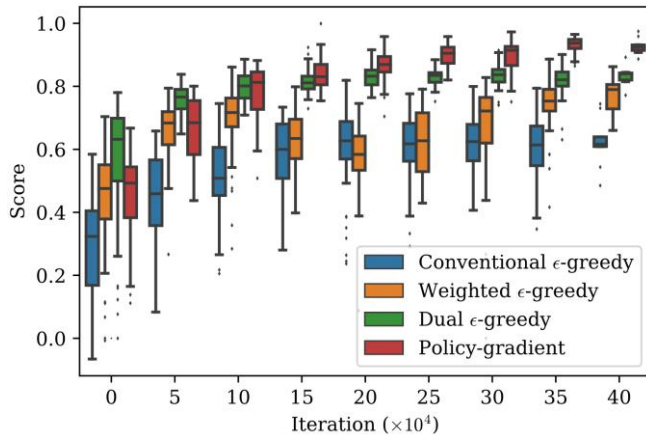 1.0
0.8
0.6
0.4
0.2
0.0
Score
Conventional ϵ-greedy
Weighted ϵ-greedy
Dual ϵ-greedy
Policy-gradient
0 5 10 15 20 25 30 35 40
Iteration (×10⁴)